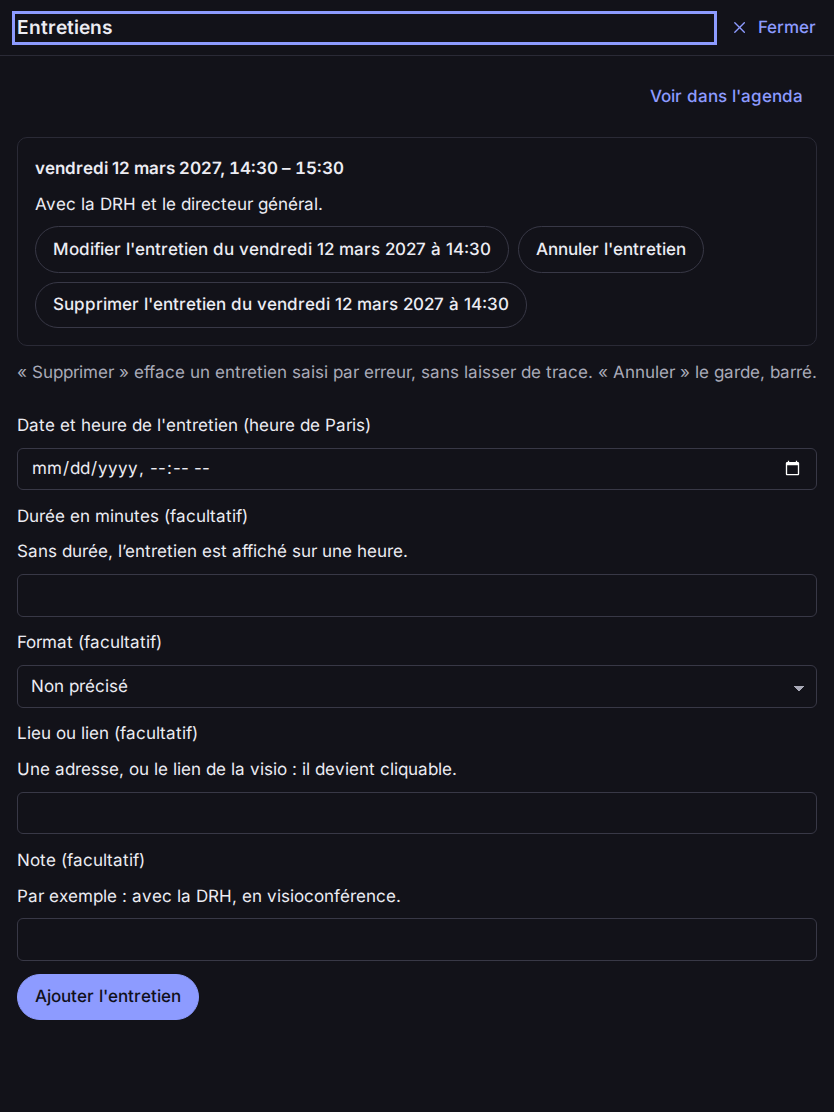 Entretiens
Fermer
Voir dans l'agenda
vendredi 12 mars 2027, 14:30 – 15:30
Avec la DRH et le directeur général.
Modifier l'entretien du vendredi 12 mars 2027 à 14:30
Annuler l'entretien
Supprimer l'entretien du vendredi 12 mars 2027 à 14:30
« Supprimer » efface un entretien saisi par erreur, sans laisser de trace. « Annuler » le garde, barré.
Date et heure de l'entretien (heure de Paris)
mm/dd/yyyy, --:-- --
Durée en minutes (facultatif)
Sans durée, l’entretien est affiché sur une heure.
Format (facultatif)
Non précisé
Lieu ou lien (facultatif)
Une adresse, ou le lien de la visio : il devient cliquable.
Note (facultatif)
Par exemple : avec la DRH, en visioconférence.
Ajouter l'entretien